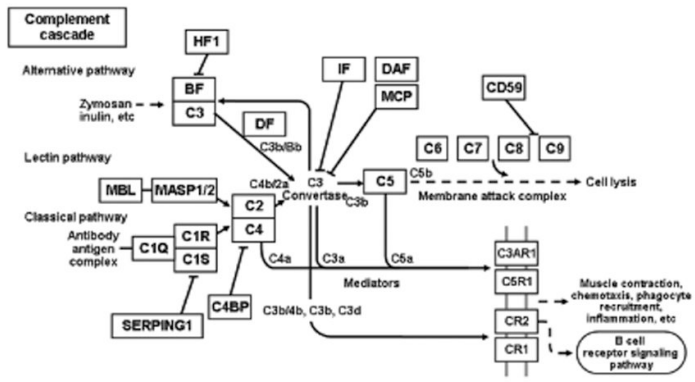 Complement
cascade
HF1
Alternative pathway
IF
DAF
MCP
BF
C3
Zymosan
inulin, etc
CD59
DF
C3b/Bb
C6
C7
C8
C9
Lectin pathway
MBL
MASP1/2
C4b/2a
C3
Convertase
C3b
C5
C5b
Membrane attack complex
Cell lysis
Classical pathway
C2
C4
Antibody
antigen
complex
C1Q
C1R
C1S
C4a
C3a
C5a
Mediators
C3AR1
C5R1
CR2
CR1
Muscle contraction,
chemotaxis, phagocyte
recruitment,
inflammation, etc
C4BP
SERPING1
C3b/4b, C3b, C3d
B cell
receptor signaling
pathway